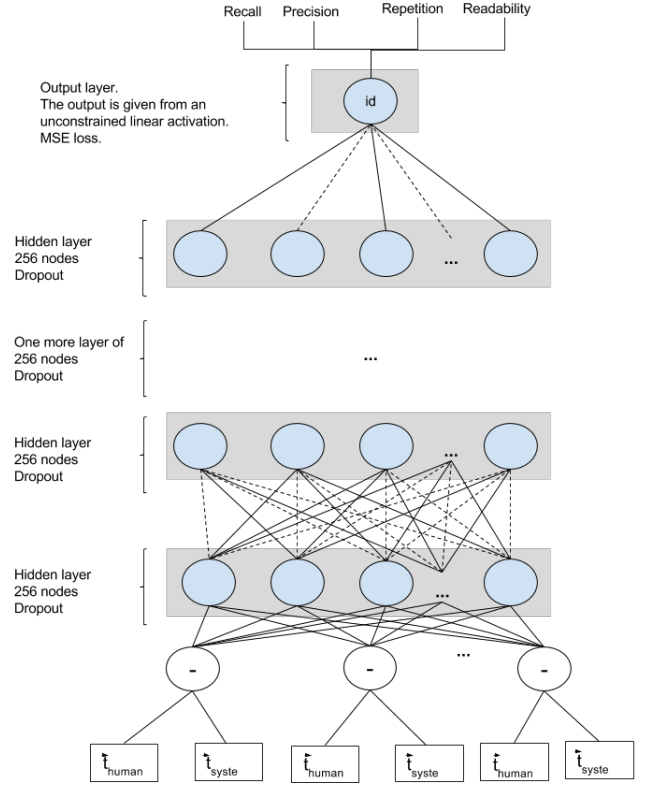 Recall Precision Repetition Readability
Output layer.
The output is given from an
unconstrained linear activation.
MSE loss.
id
Hidden layer
256 nodes
Dropout
...
One more layer of
256 nodes
Dropout
...
Hidden layer
256 nodes
Dropout
...
Hidden layer
256 nodes
Dropout
...
- - ... -
t⃗human t⃗syste t⃗human t⃗syste t⃗human t⃗syste